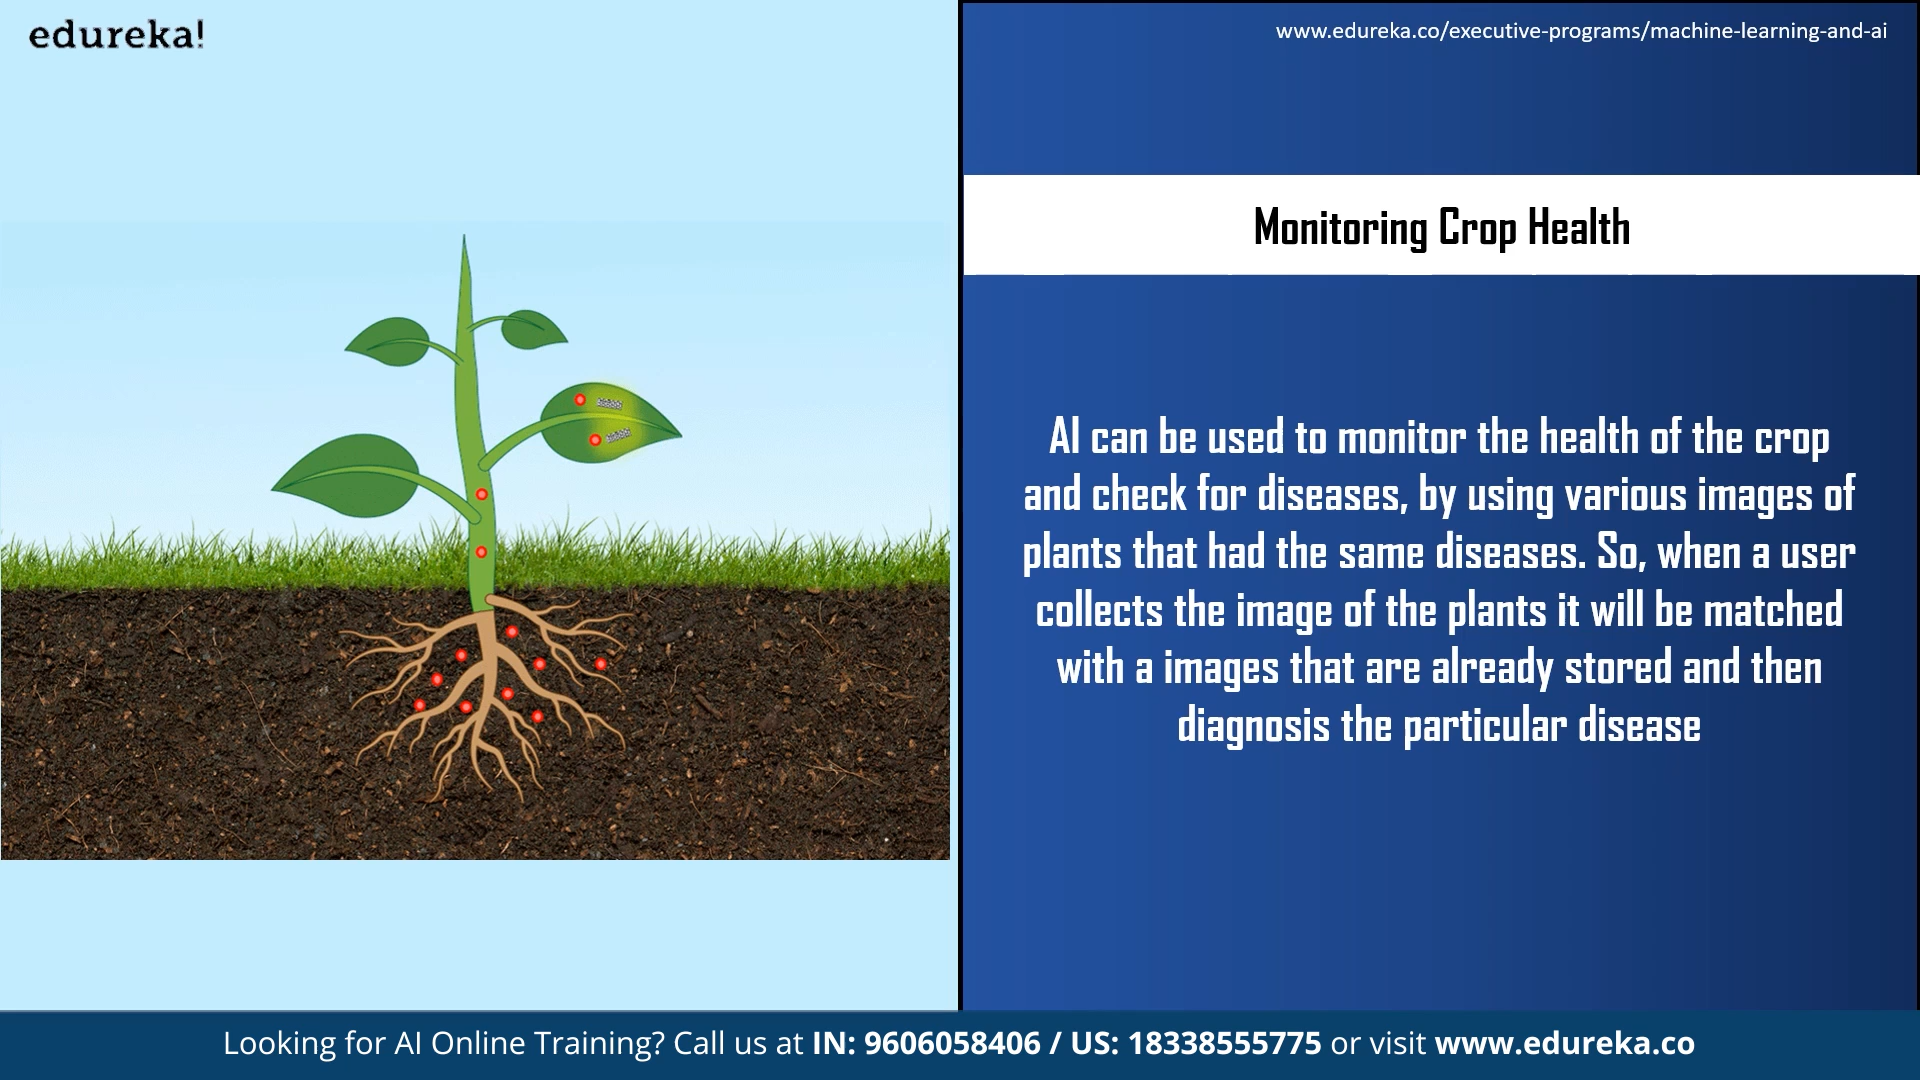 edureka!
www.edureka.co/executive-programs/machine-learning-and-ai
Monitoring Crop Health
AI can be used to monitor the health of the crop
and check for diseases, by using various images of
plants that had the same diseases. So, when a user
collects the image of the plants it will be matched
with a images that are already stored and then
diagnosis the particular disease
Looking for AI Online Training? Call us at IN: 9606058406 / US: 18338555775 or visit www.edureka.co